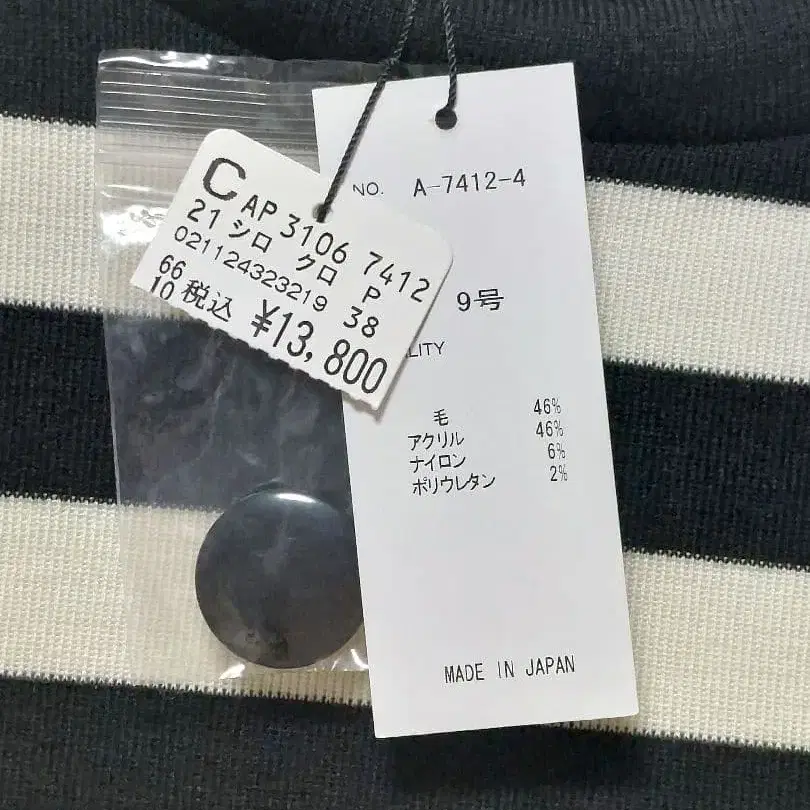 C AP 3106 7412
21 シロ クロ P
021124323219 38
66
10 税込 ¥13,800
NO. A-7412-4
9号
LITY
毛 46%
アクリル 46%
ナイロン 6%
ポリウレタン 2%
MADE IN JAPAN